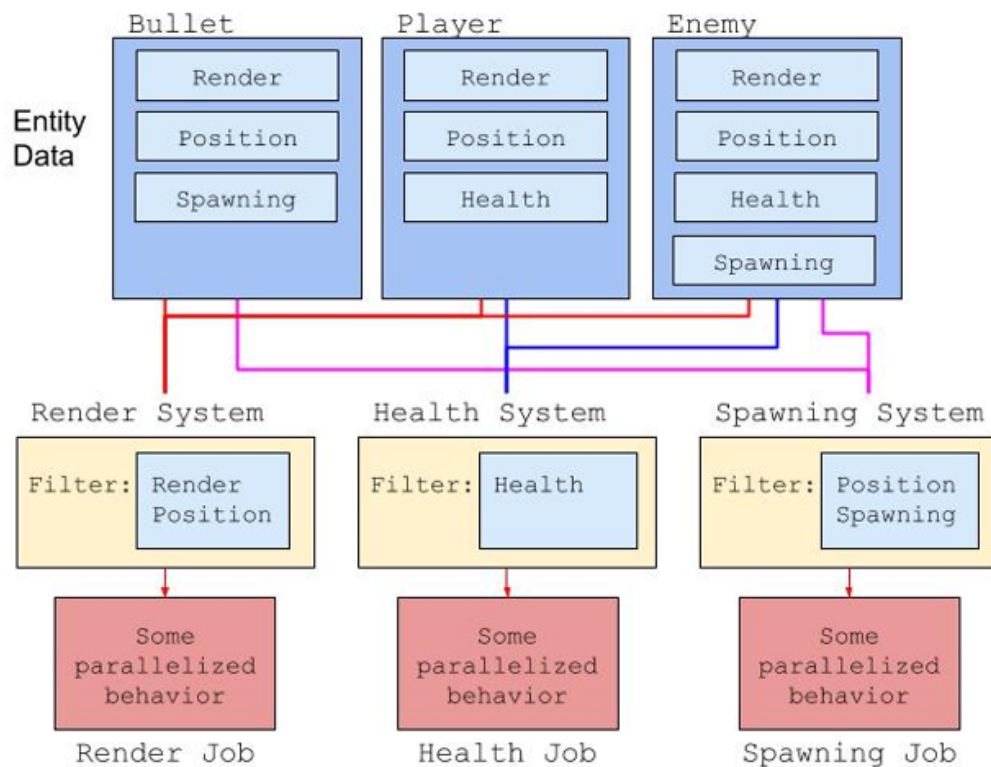 Bullet
Player
Enemy
Entity
Data
Render
Position
Spawning
Render
Position
Health
Render
Position
Health
Spawning
Render System
Health System
Spawning System
Filter:
Render
Position
Filter:
Health
Filter:
Position
Spawning
Some
parallelized
behavior
Some
parallelized
behavior
Some
parallelized
behavior
Render Job
Health Job
Spawning Job